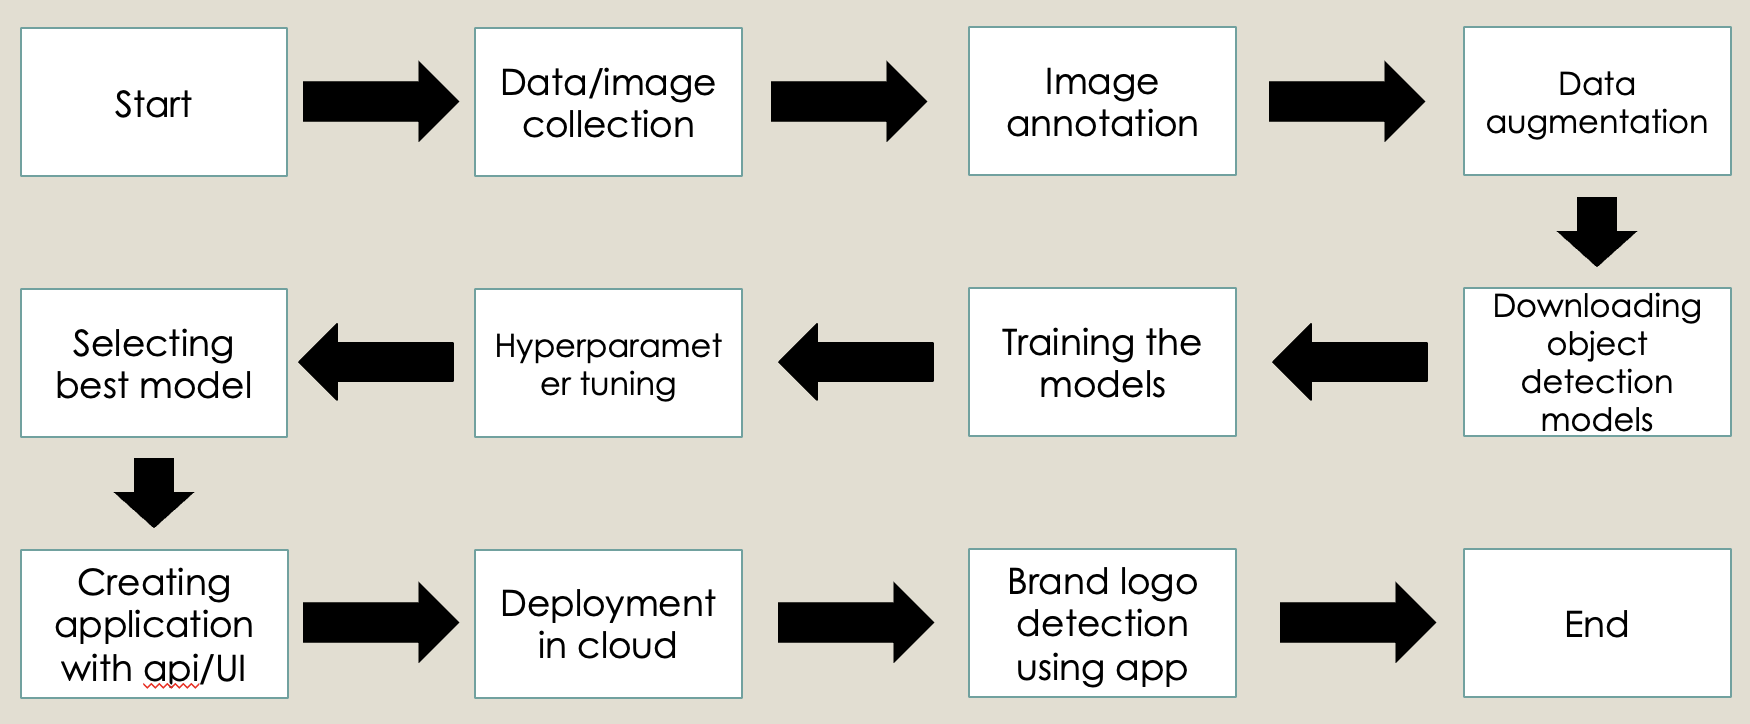 Start
Data/image
collection
Image
annotation
Data
augmentation
Downloading
object
detection
models
Training the
models
Hyperparamet
er tuning
Selecting
best model
Creating
application
with api/UI
Deployment
in cloud
Brand logo
detection
using app
End